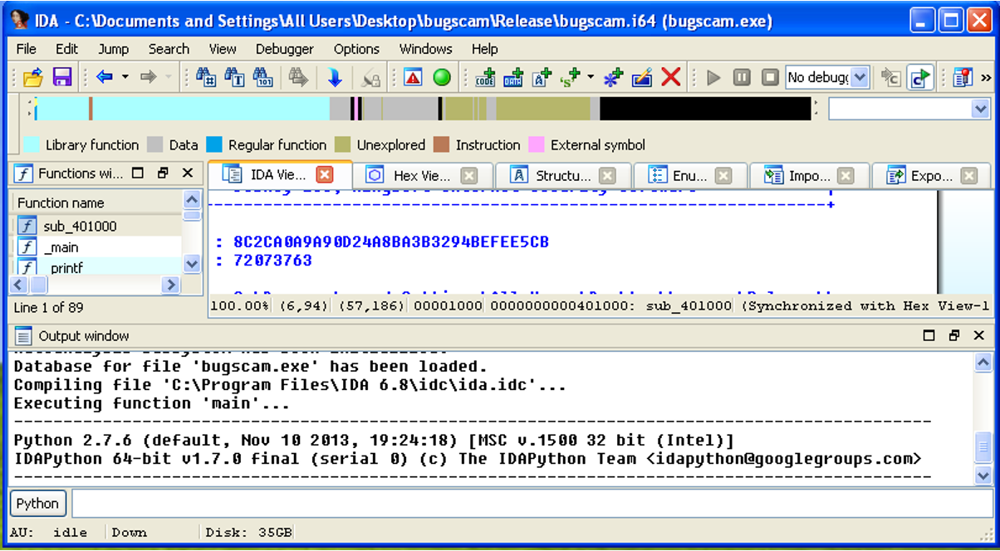 IDA - C:\Documents and Settings\All Users\Desktop\bugscam\Release\bugscam.i64 (bugscam.exe)
File Edit Jump Search View Debugger Options Windows Help
No debug
Library function Data Regular function Unexplored Instruction External symbol
Functions wi... IDA Vie... Hex Vie... Structu... Enu... Impo... Expo...
Function name
sub_401000
_main
_printf
Line 1 of 89
: 8C2CA0A9A90D24A8BA3B3294BEFEE5CB
: 72073763
100.00% (6,94) (57,186) 00001000 0000000000401000: sub_401000 (Synchronized with Hex View-1
Output window
Database for file 'bugscam.exe' has been loaded.
Compiling file 'C:\Program Files\IDA 6.8\idc\ida.idc'...
Executing function 'main'...
Python 2.7.6 (default, Nov 10 2013, 19:24:18) [MSC v.1500 32 bit (Intel)]
IDAPython 64-bit v1.7.0 final (serial 0) (c) The IDAPython Team <idapython@googlegroups.com>
Python
AU: idle Down Disk: 35GB